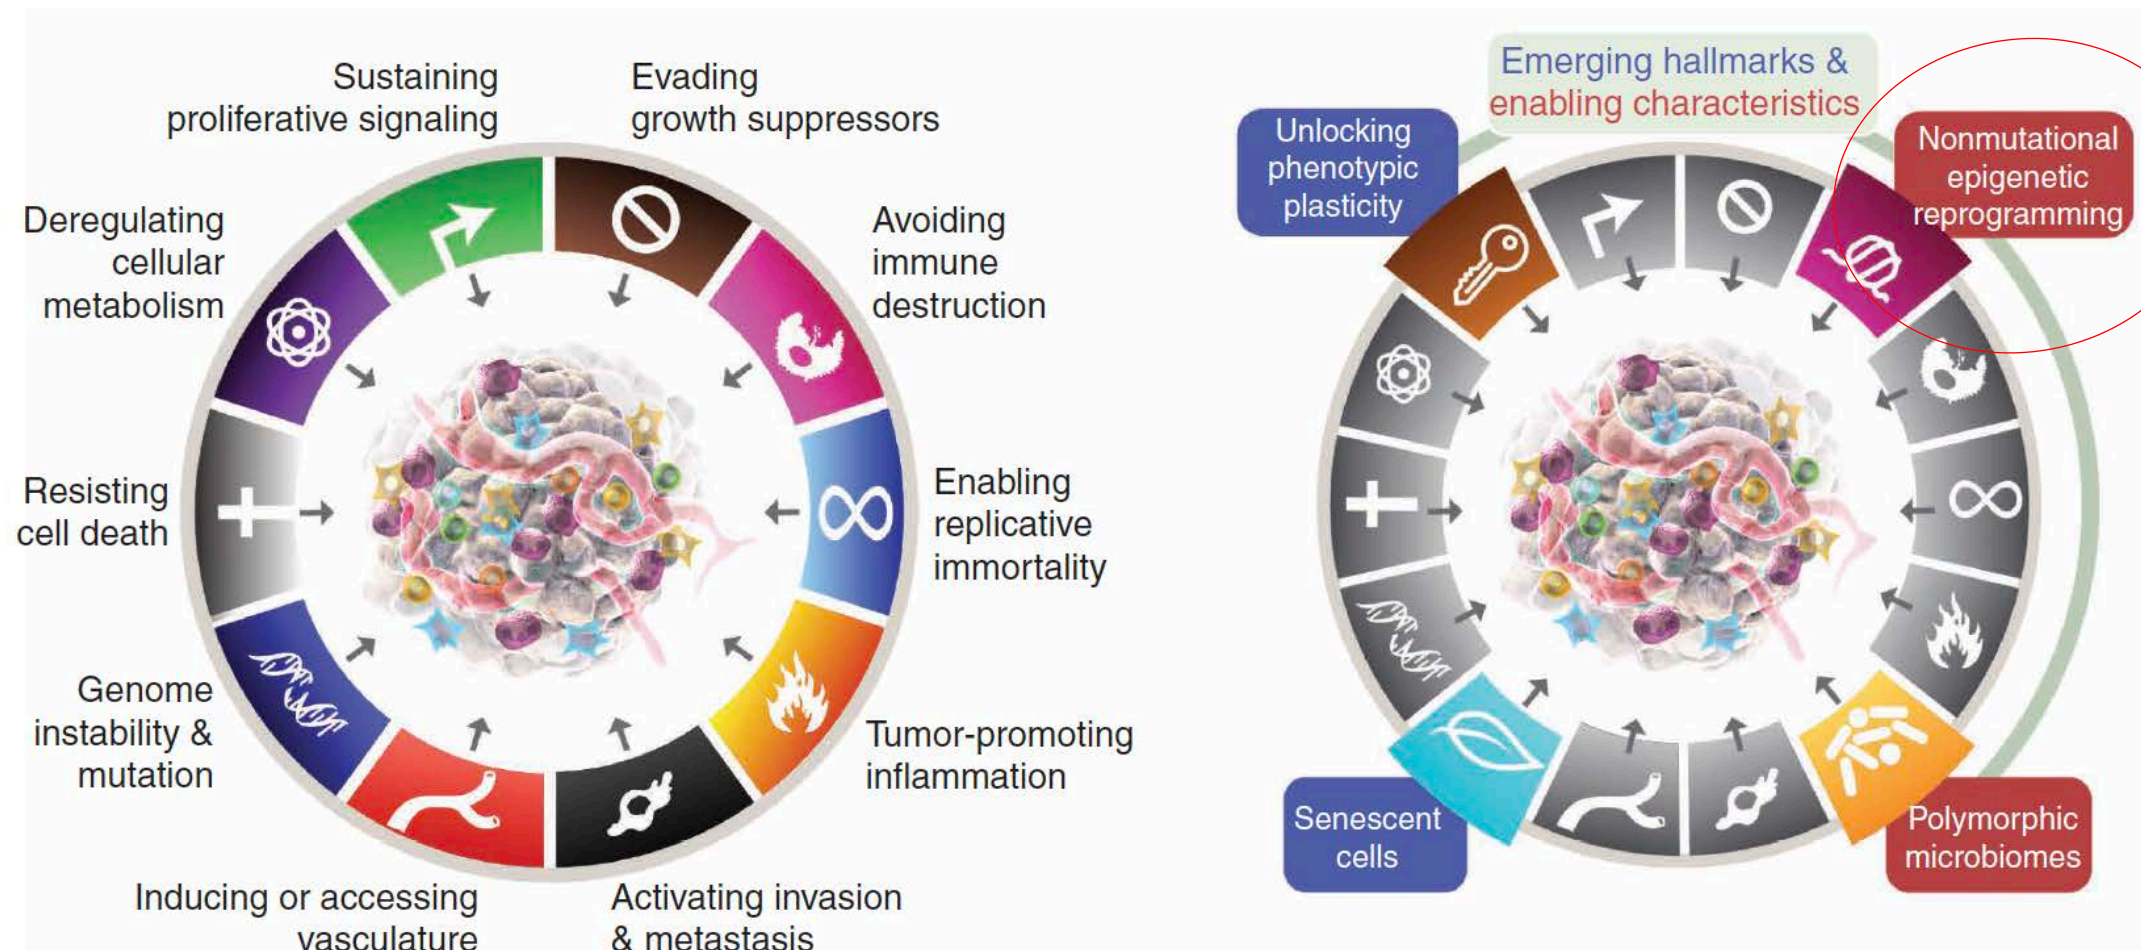 Sustaining
proliferative signaling
Evading
growth suppressors
Deregulating
cellular
metabolism
Avoiding
immune
destruction
Resisting
cell death
Enabling
replicative
immortality
Genome
instability &
mutation
Tumor-promoting
inflammation
Inducing or accessing
vasculature
Activating invasion
& metastasis
Emerging hallmarks &
enabling characteristics
Unlocking
phenotypic
plasticity
Nonmutational
epigenetic
reprogramming
Senescent
cells
Polymorphic
microbiomes